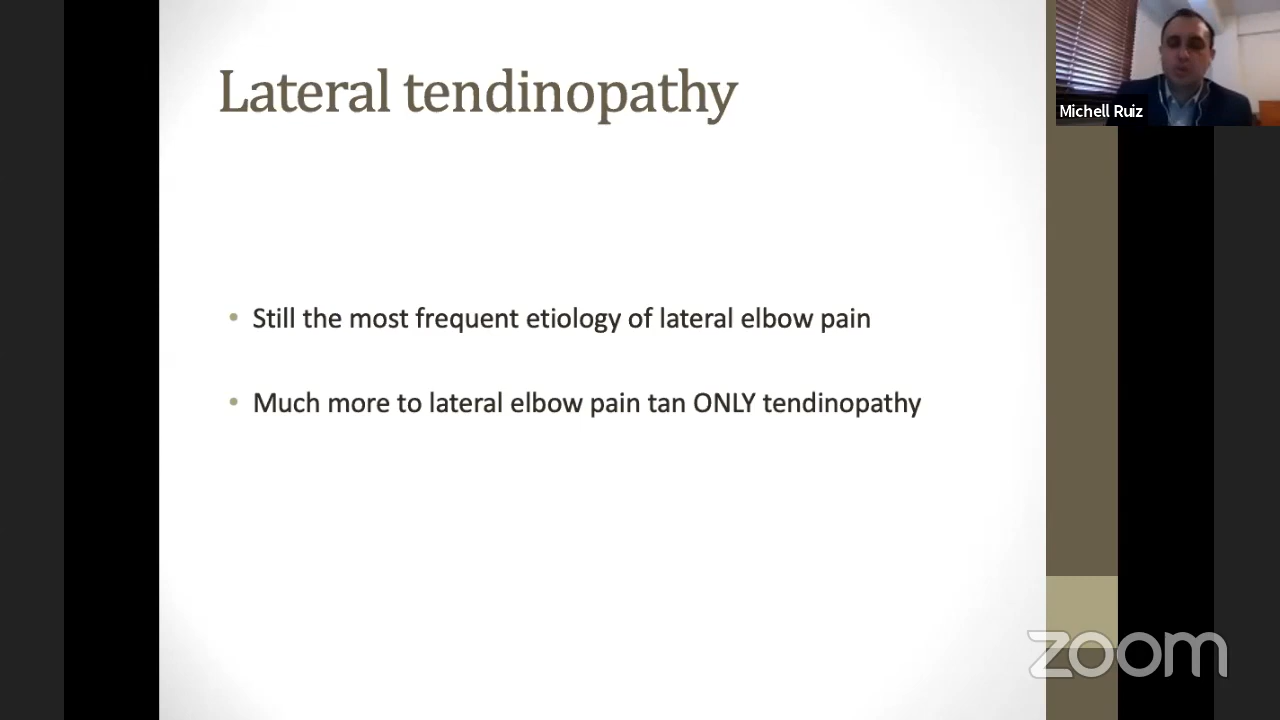 Lateral tendinopathy
Michell Ruiz
• Still the most frequent etiology of lateral elbow pain
• Much more to lateral elbow pain tan ONLY tendinopathy
zoom